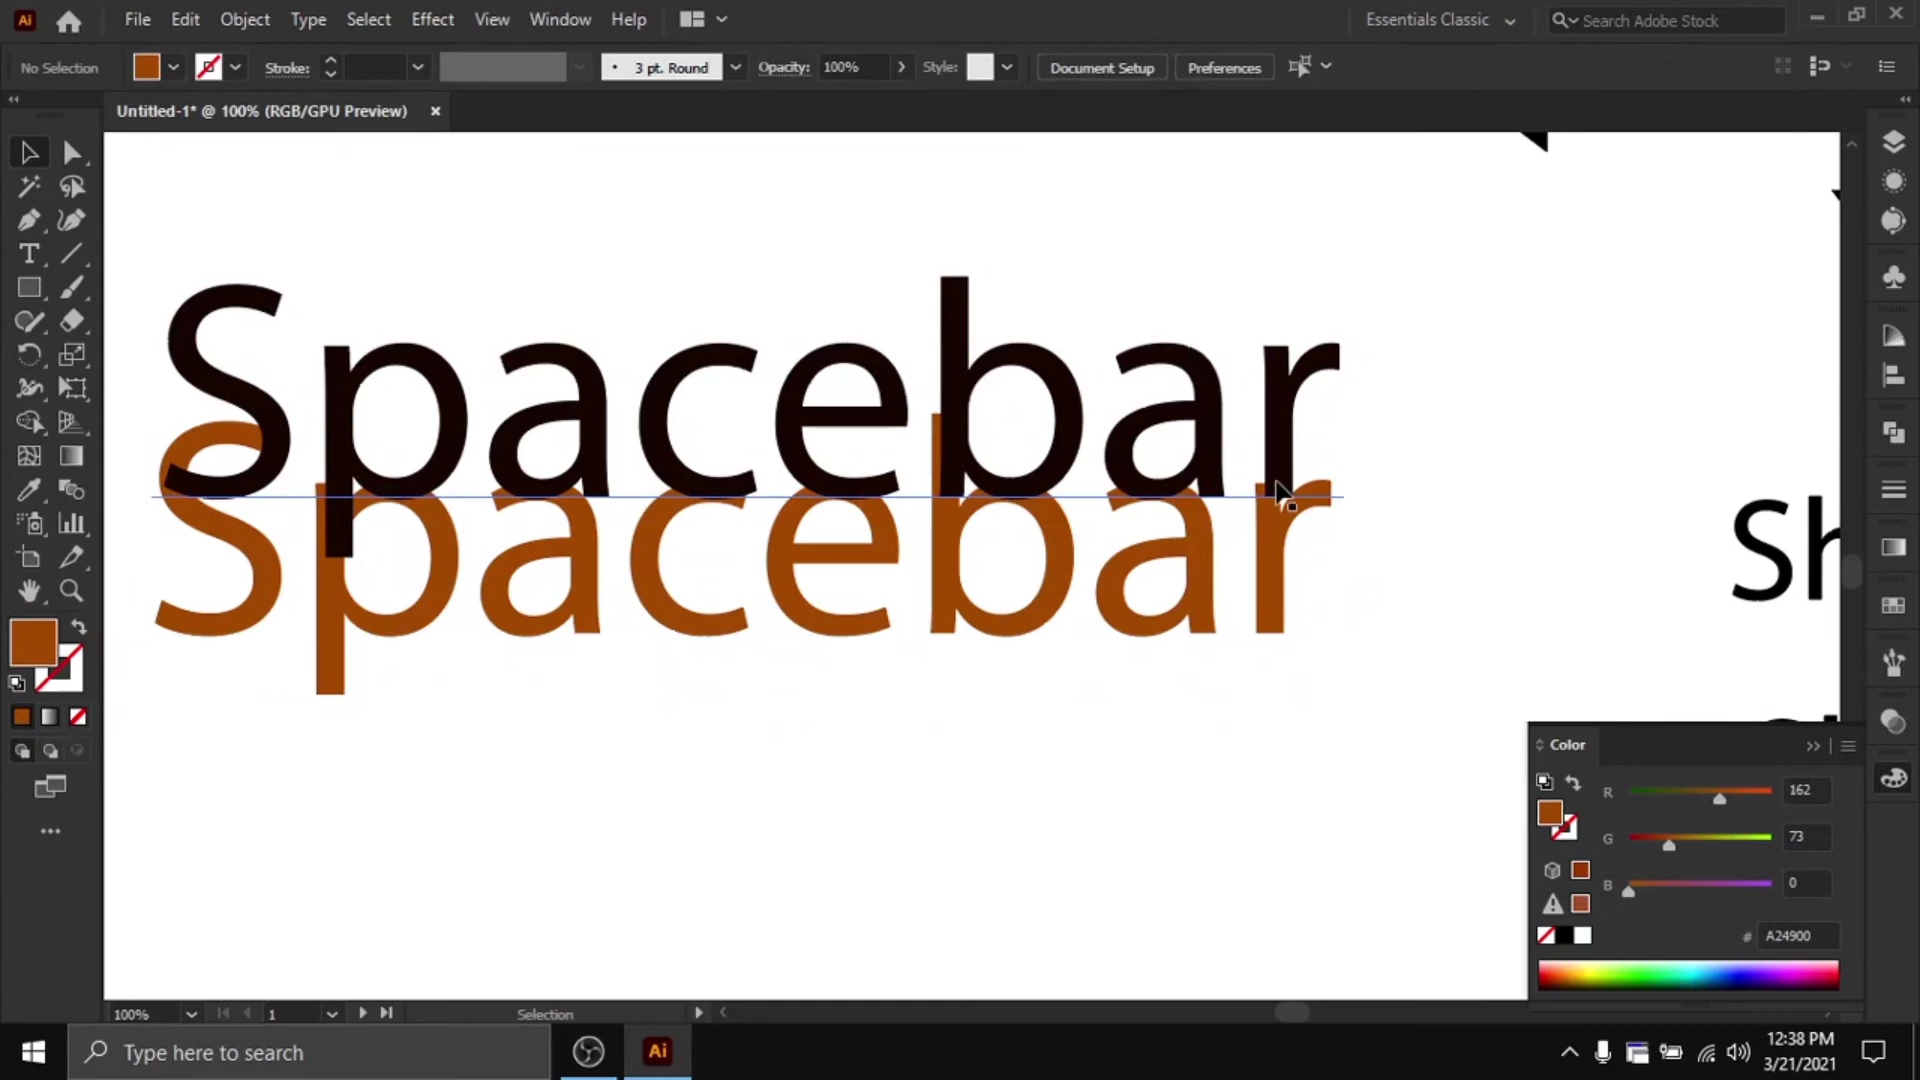 Ai File Edit Object Type Select Effect View Window Help Essentials Classic Search Adobe Stock
No Selection Stroke: 3 pt. Round Opacity: 100% Style: Document Setup Preferences
Untitled-1* @ 100% (RGB/GPU Preview)
Spacebar
Spacebar
Sh
Color
R 162
G 73
B 0
# A24900
100% 1 Selection
Type here to search Ai 12:38 PM
3/21/2021